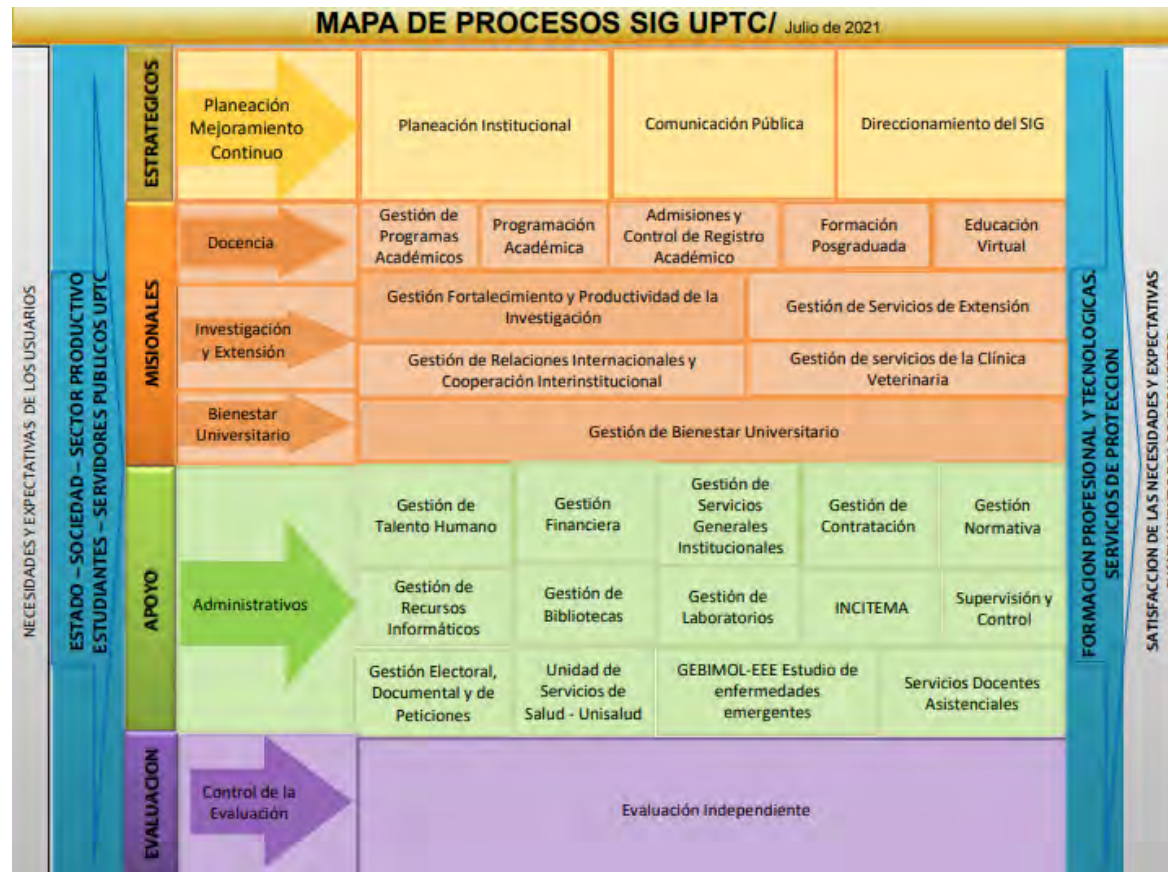 MAPA DE PROCESOS SIG UPTC/ Julio de 2021
NECESIDADES Y EXPECTATIVAS DE LOS USUARIOS
ESTADO – SOCIEDAD – SECTOR PRODUCTIVO
ESTUDIANTES – SERVIDORES PUBLICOS UPTC
ESTRATEGICOS
Planeación
Mejoramiento
Continuo
Planeación Institucional
Comunicación Pública
Direccionamiento del SIG
MISIONALES
Docencia
Gestión de
Programas
Académicos
Programación
Académica
Admisiones y
Control de Registro
Académico
Formación
Posgraduada
Educación
Virtual
Investigación
y Extensión
Gestión Fortalecimiento y Productividad de la
Investigación
Gestión de Servicios de Extensión
Gestión de Relaciones Internacionales y
Cooperación Interinstitucional
Gestión de servicios de la Clínica
Veterinaria
Bienestar
Universitario
Gestión de Bienestar Universitario
APOYO
Administrativos
Gestión de
Talento Humano
Gestión
Financiera
Gestión de
Servicios
Generales
Institucionales
Gestión de
Contratación
Gestión
Normativa
Gestión de
Recursos
Informáticos
Gestión de
Bibliotecas
Gestión de
Laboratorios
INCITEMA
Supervisión y
Control
Gestión Electoral,
Documental y de
Peticiones
Unidad de
Servicios de
Salud - Unisalud
GEBIMOL-EEE Estudio de
enfermedades
emergentes
Servicios Docentes
Asistenciales
EVALUACION
Control de la
Evaluación
Evaluación Independiente
FORMACION PROFESIONAL Y TECNOLOGICAS.
SERVICIOS DE PROTECCION
SATISFACCION DE LAS NECESIDADES Y EXPECTATIVAS